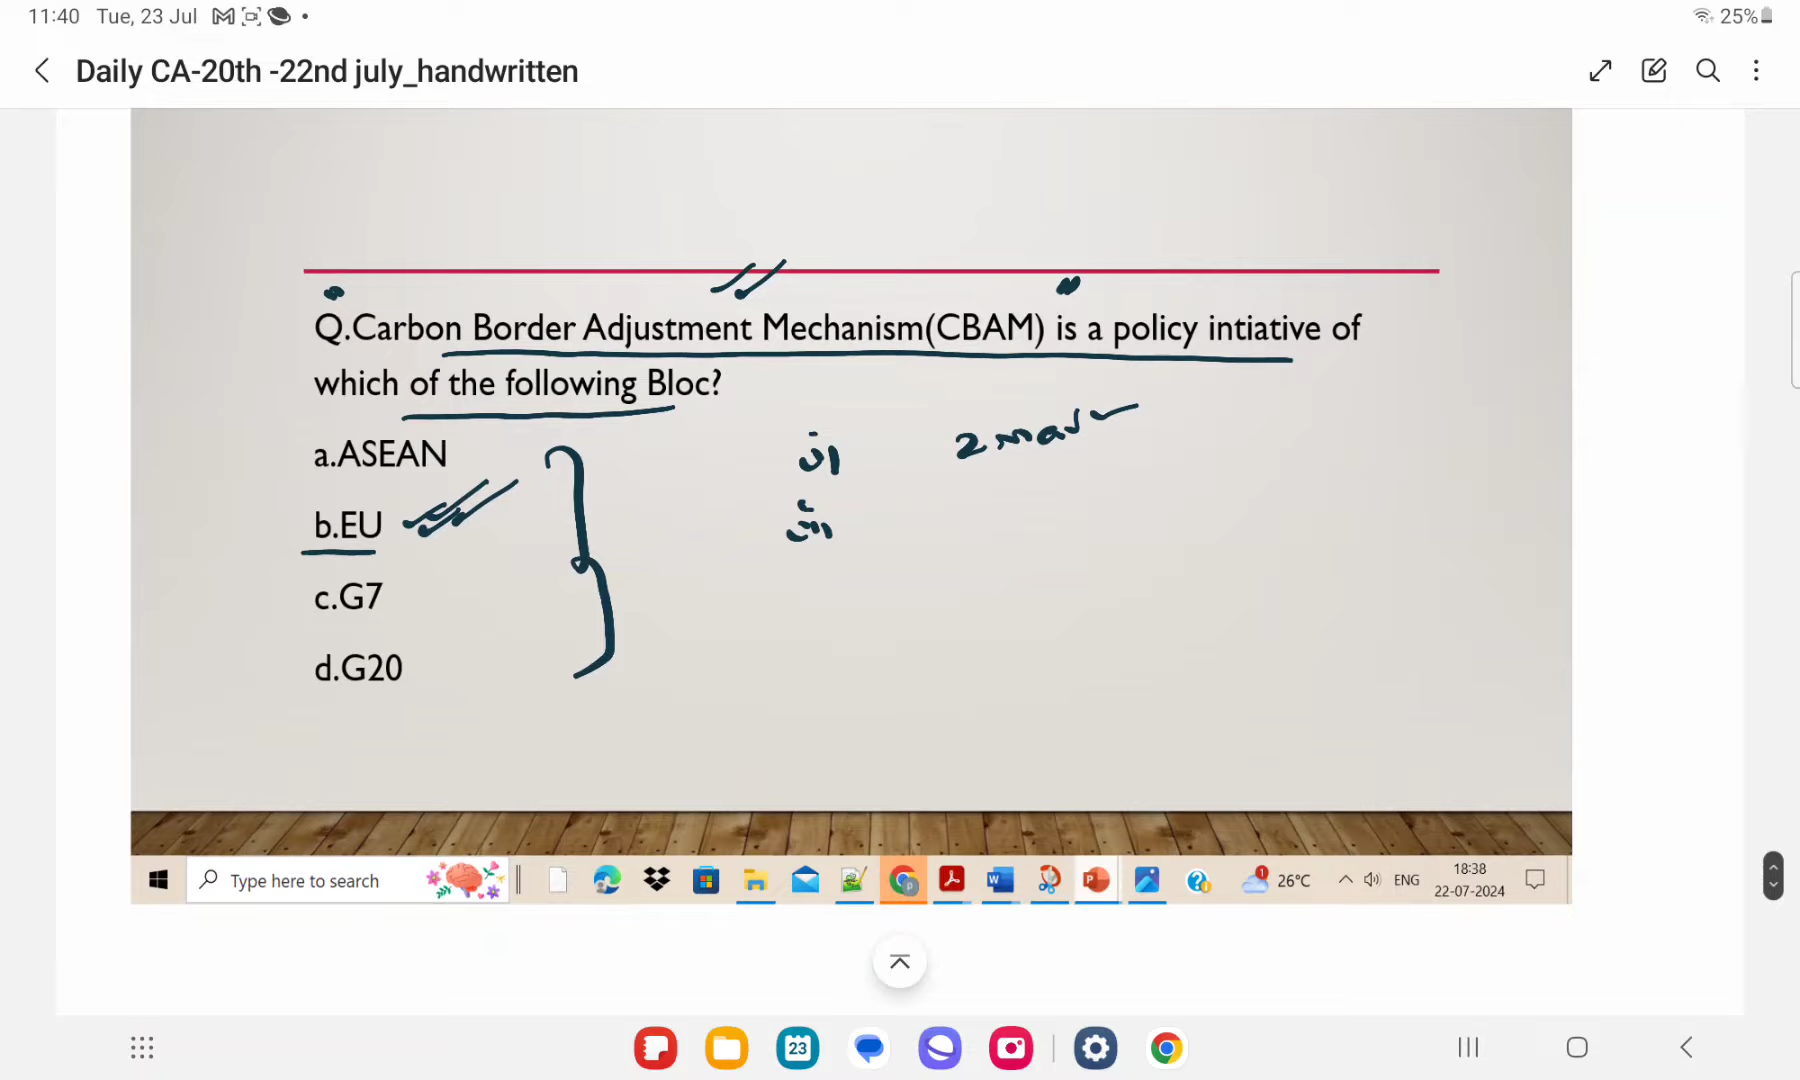 11:40 Tue, 23 Jul 25%
Daily CA-20th -22nd july_handwritten
Q.Carbon Border Adjustment Mechanism(CBAM) is a policy intiative of
which of the following Bloc?
a.ASEAN
2 mar
b.EU
c.G7
d.G20
Type here to search
1
26°C
ENG
18:38
22-07-2024
23